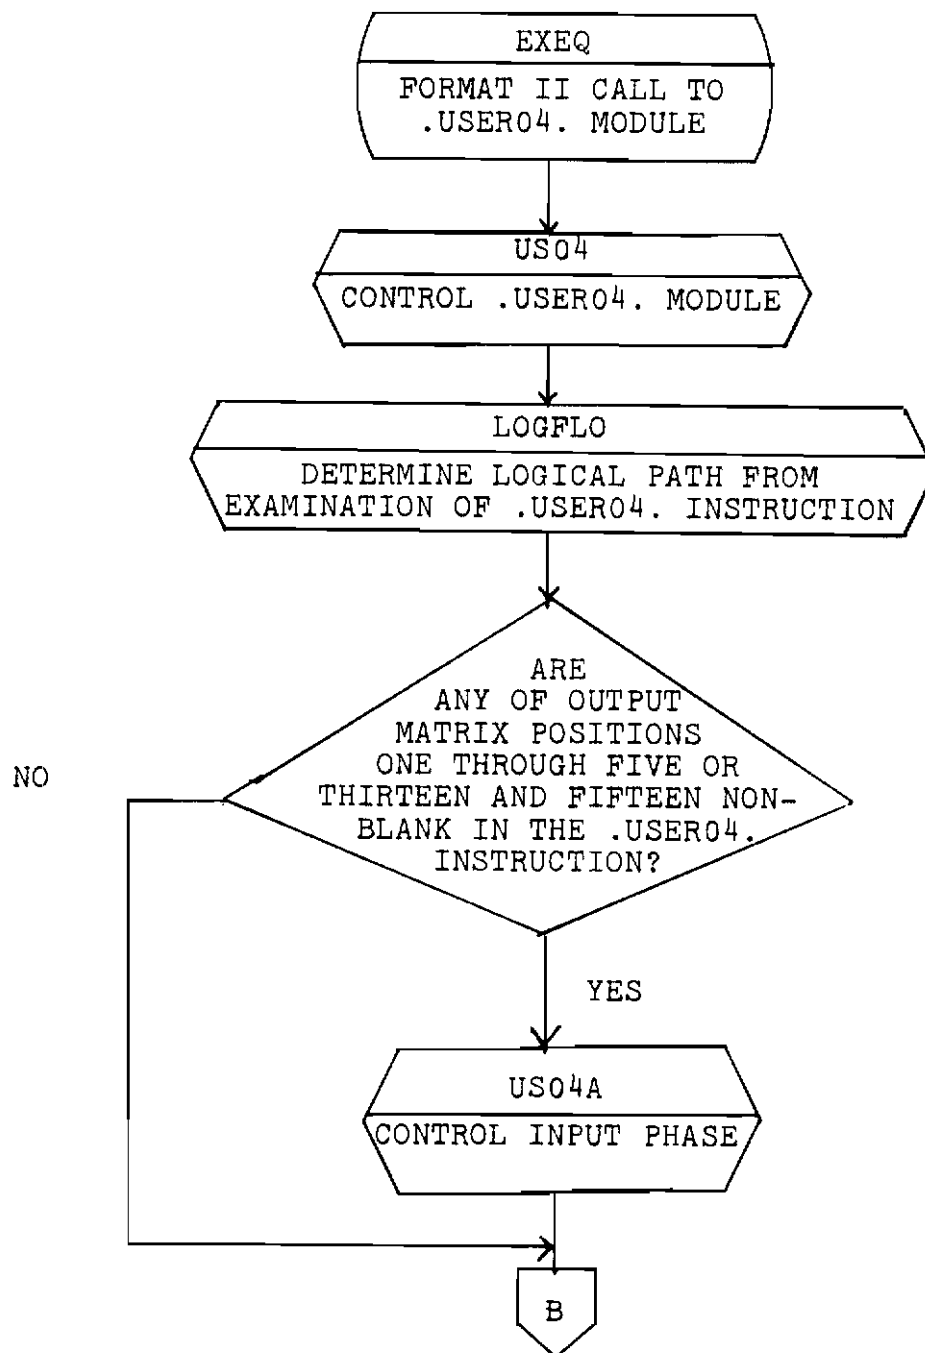 EXEQ
FORMAT II CALL TO
.USER04. MODULE
US04
CONTROL .USER04. MODULE
LOGFLO
DETERMINE LOGICAL PATH FROM
EXAMINATION OF .USER04. INSTRUCTION
ARE
ANY OF OUTPUT
MATRIX POSITIONS
ONE THROUGH FIVE OR
THIRTEEN AND FIFTEEN NON-
BLANK IN THE .USER04.
INSTRUCTION?
NO
YES
US04A
CONTROL INPUT PHASE
B